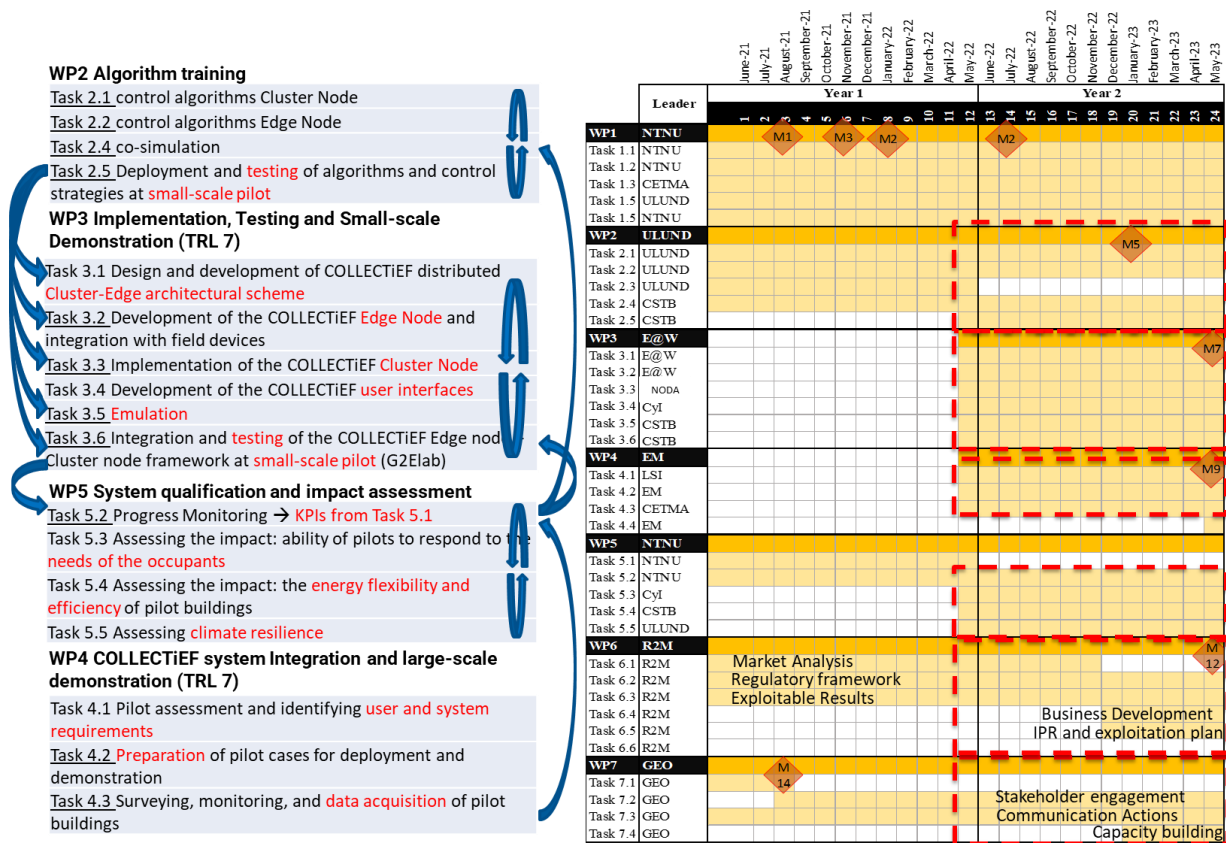 WP2 Algorithm training
Task 2.1 control algorithms Cluster Node
Task 2.2 control algorithms Edge Node
Task 2.4 co-simulation
Task 2.5 Deployment and testing of algorithms and control
strategies at small-scale pilot
WP3 Implementation, Testing and Small-scale
Demonstration (TRL 7)
Task 3.1 Design and development of COLLECTiEF distributed
Cluster-Edge architectural scheme
Task 3.2 Development of the COLLECTiEF Edge Node and
integration with field devices
Task 3.3 Implementation of the COLLECTiEF Cluster Node
Task 3.4 Development of the COLLECTiEF user interfaces
Task 3.5 Emulation
Task 3.6 Integration and testing of the COLLECTiEF Edge node
Cluster node framework at small-scale pilot (G2Elab)
WP5 System qualification and impact assessment
Task 5.2 Progress Monitoring → KPIs from Task 5.1
Task 5.3 Assessing the impact: ability of pilots to respond to the
needs of the occupants
Task 5.4 Assessing the impact: the energy flexibility and
efficiency of pilot buildings
Task 5.5 Assessing climate resilience
WP4 COLLECTiEF system Integration and large-scale
demonstration (TRL 7)
Task 4.1 Pilot assessment and identifying user and system
requirements
Task 4.2 Preparation of pilot cases for deployment and
demonstration
Task 4.3 Surveying, monitoring, and data acquisition of pilot
buildings
June-21 July-21 August-21 September-21 October-21 November-21 December-21 January-22 February-22 March-22 April-22 May-22 June-22 July-22 August-22 September-22 October-22 November-22 December-22 January-23 February-23 March-23 April-23 May-23
Leader Year 1 Year 2
1 2 3 4 5 6 7 8 9 10 11 12 13 14 15 16 17 18 19 20 21 22 23 24
WP1 NTNU M1 M3 M2 M2
Task 1.1 NTNU
Task 1.2 NTNU
Task 1.3 CETMA
Task 1.5 ULUND
Task 1.5 NTNU
WP2 ULUND M5
Task 2.1 ULUND
Task 2.2 ULUND
Task 2.3 ULUND
Task 2.4 CSTB
Task 2.5 CSTB
WP3 E@W M7
Task 3.1 E@W
Task 3.2 E@W
Task 3.3 NODA
Task 3.4 CyI
Task 3.5 CSTB
Task 3.6 CSTB
WP4 EM M9
Task 4.1 LSI
Task 4.2 EM
Task 4.3 CETMA
Task 4.4 EM
WP5 NTNU
Task 5.1 NTNU
Task 5.2 NTNU
Task 5.3 CyI
Task 5.4 CSTB
Task 5.5 ULUND
WP6 R2M M 12
Task 6.1 R2M Market Analysis
Task 6.2 R2M Regulatory framework
Task 6.3 R2M Exploitable Results
Task 6.4 R2M Business Development
Task 6.5 R2M IPR and exploitation plan
Task 6.6 R2M
WP7 GEO M 14
Task 7.1 GEO
Task 7.2 GEO Stakeholder engagement
Task 7.3 GEO Communication Actions
Task 7.4 GEO Capacity building